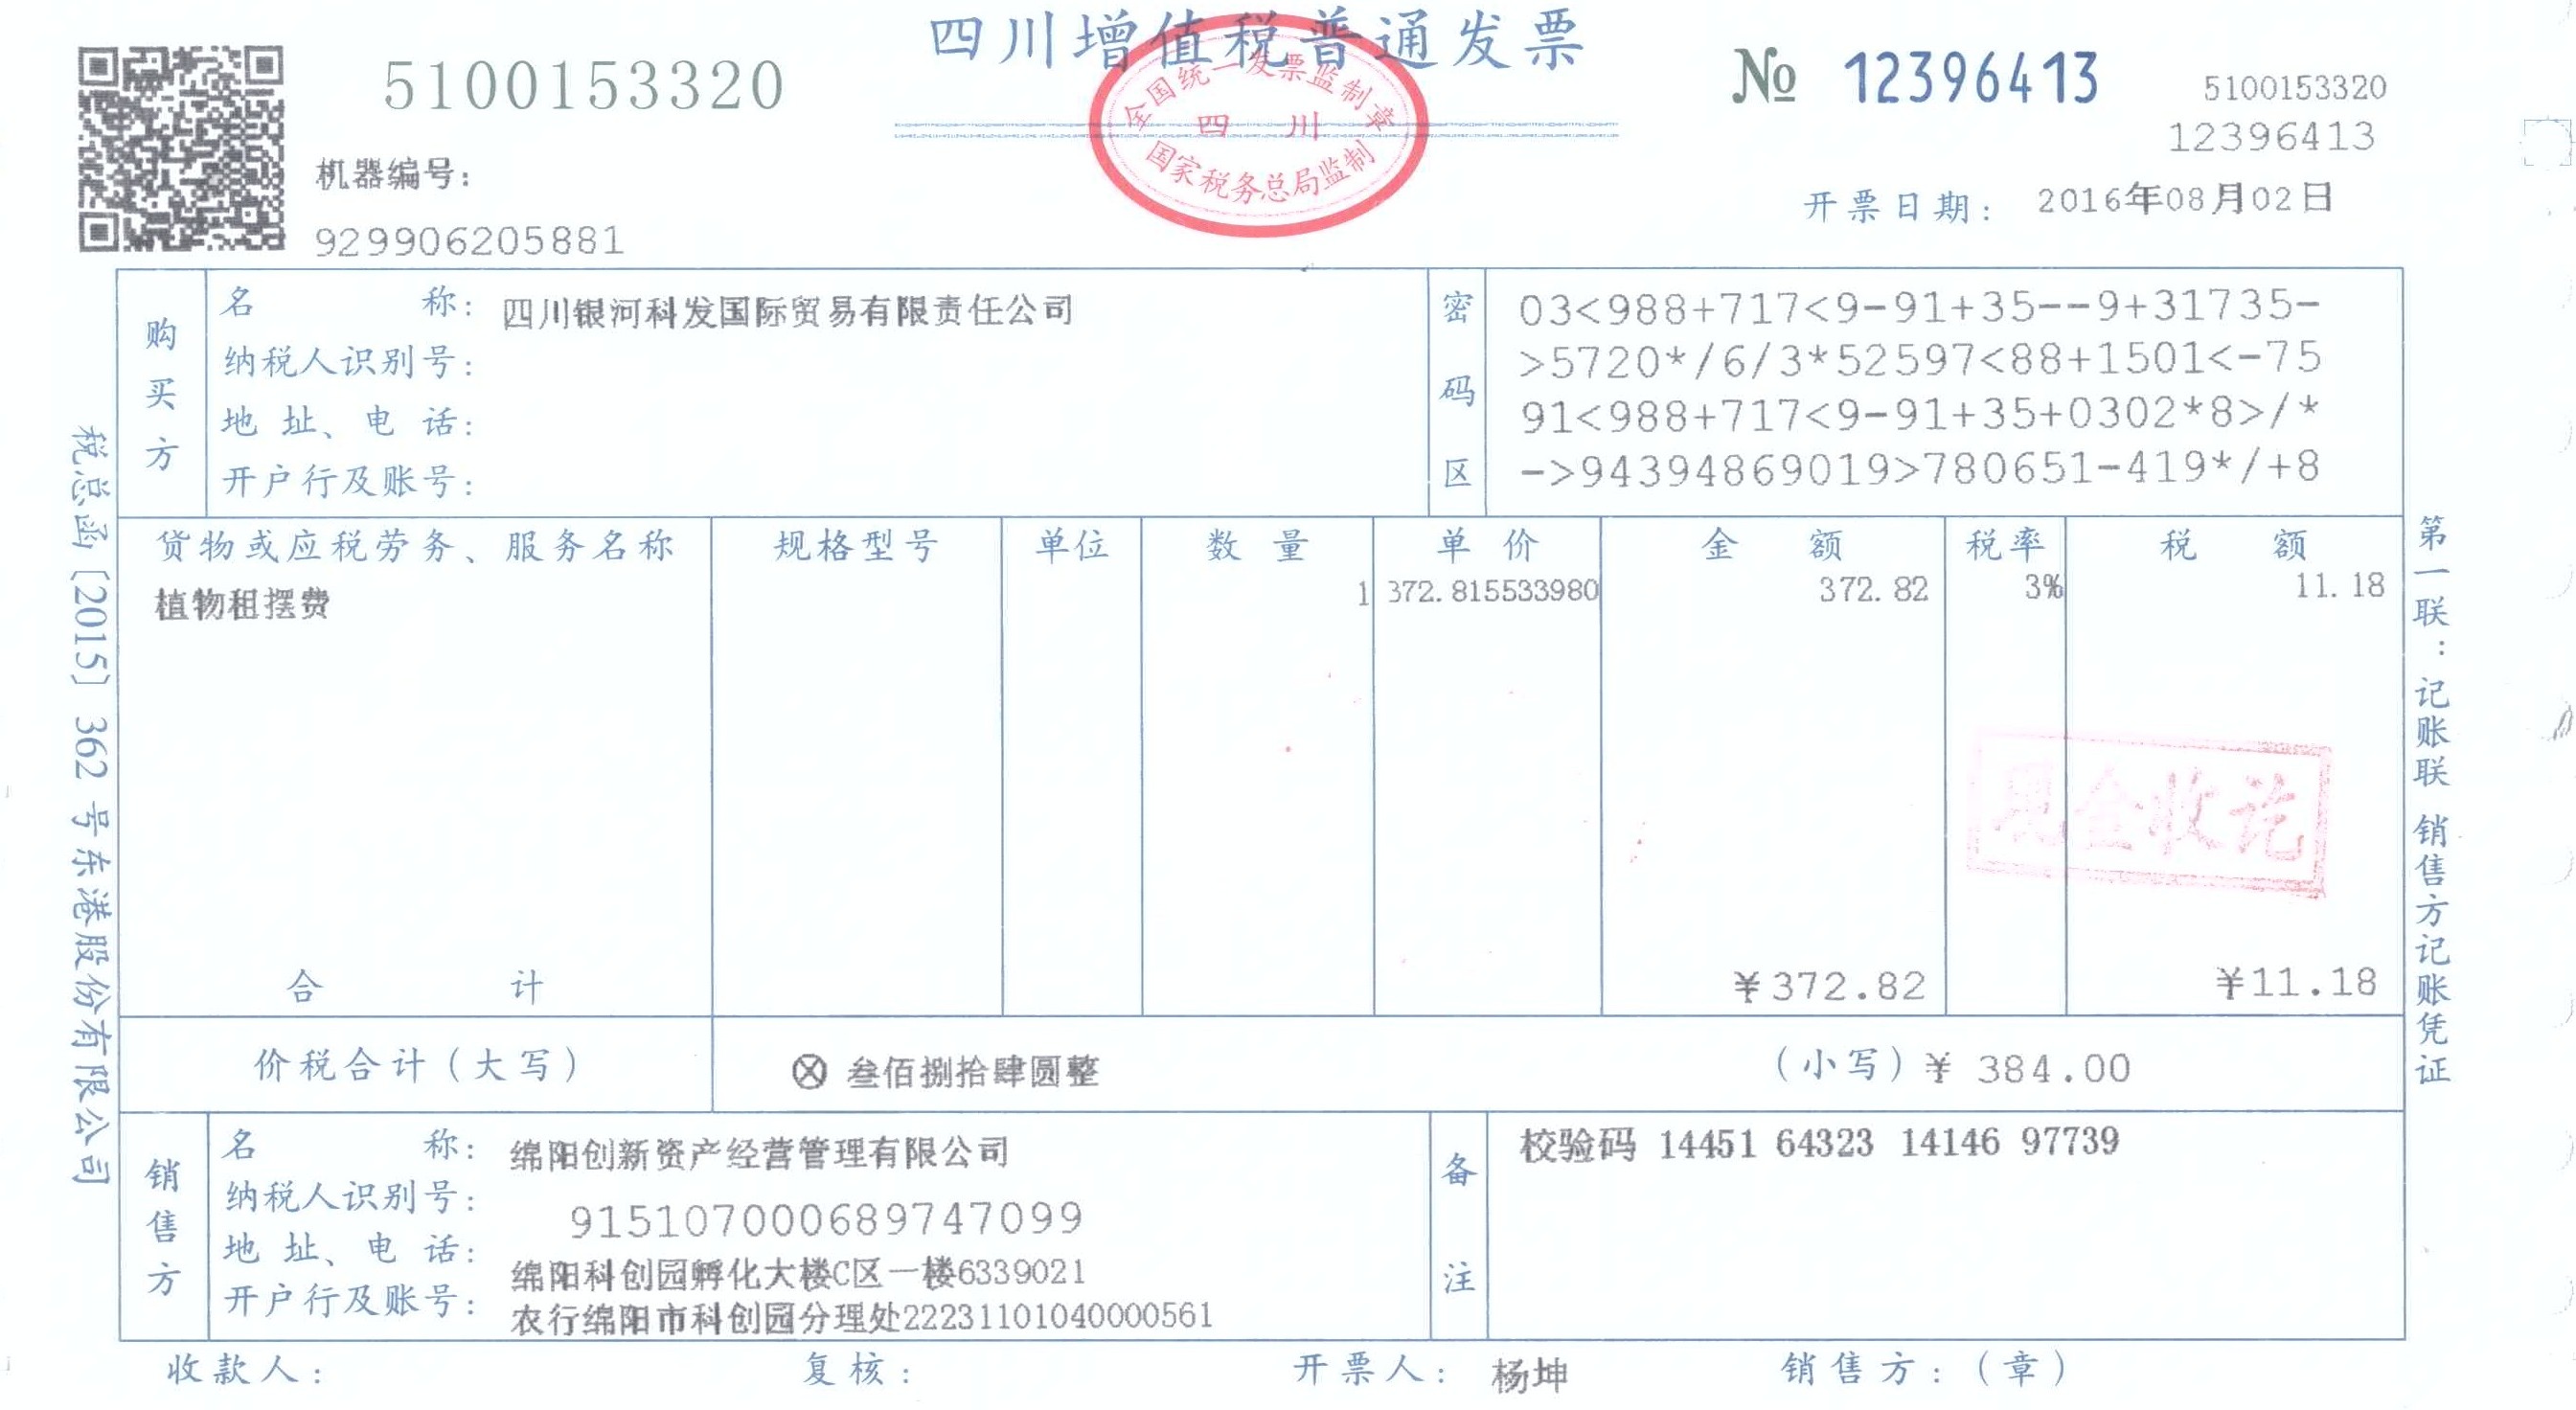 四川增值税普通发票
全国统一发票监制章
四 川
国家税务总局监制
5100153320
№ 12396413
5100153320
12396413
机器编号:
929906205881
开票日期: 2016年08月02日
购买方
名 称: 四川银河科发国际贸易有限责任公司
纳税人识别号:
地 址、电 话:
开户行及账号:
密码区
03<988+717<9-91+35--9+31735-
>5720*/6/3*52597<88+1501<-75
91<988+717<9-91+35+0302*8>/*
->94394869019>780651-419*/+8
货物或应税劳务、服务名称 规格型号 单位 数 量 单 价 金 额 税率 税 额
植物租摆费 1 372.815533980 372.82 3% 11.18
现金收讫
合 计 ¥372.82 ¥11.18
价税合计(大写) ⊗ 叁佰捌拾肆圆整 (小写)¥ 384.00
销售方
名 称: 绵阳创新资产经营管理有限公司
纳税人识别号: 915107000689747099
地 址、电 话: 绵阳科创园孵化大楼C区一楼6339021
开户行及账号: 农行绵阳市科创园分理处22231101040000561
备注
校验码 14451 64323 14146 97739
收款人: 复核: 开票人: 杨坤 销售方:(章)
税总函〔2015〕362 号东港股份有限公司
第一联:记账联 销售方记账凭证